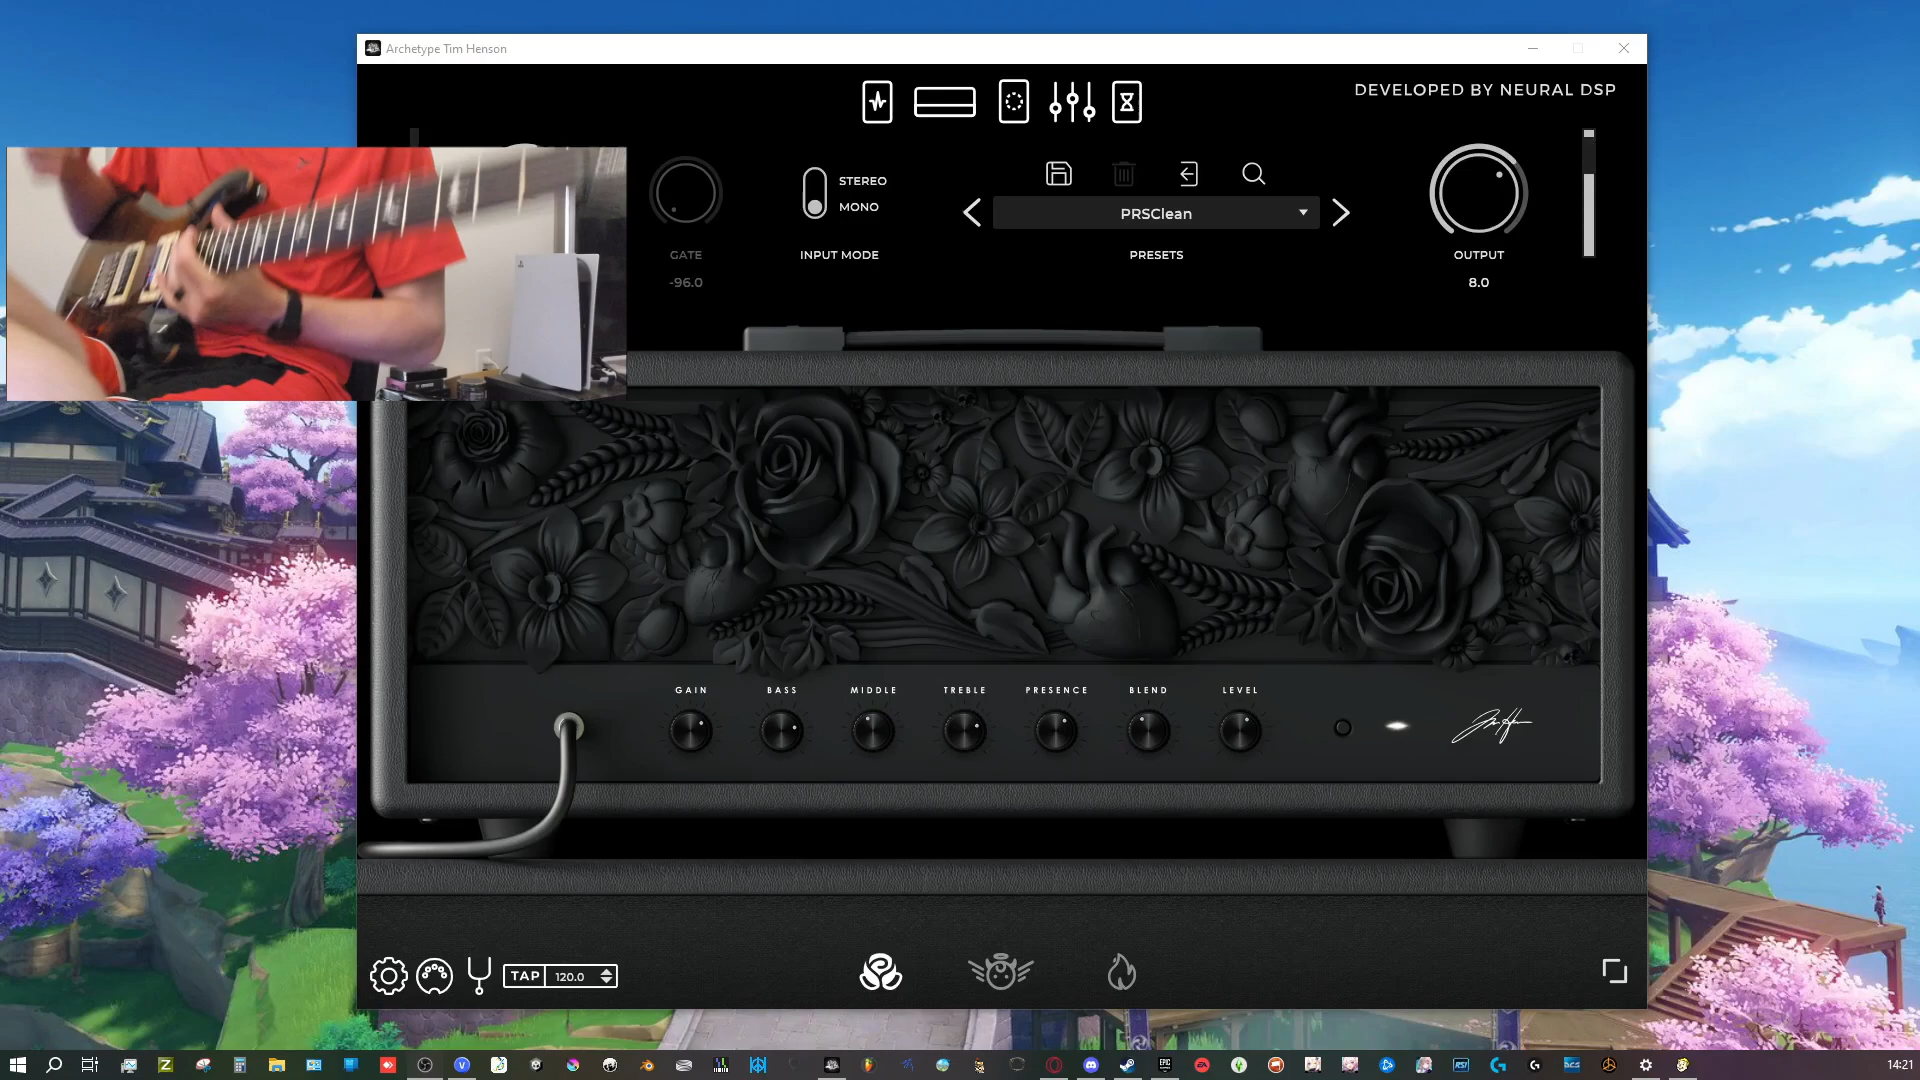 Archetype Tim Henson
DEVELOPED BY NEURAL DSP
STEREO
MONO
PRSClean
GATE
INPUT MODE
PRESETS
OUTPUT
-96.0
8.0
GAIN
BASS
MIDDLE
TREBLE
PRESENCE
BLEND
LEVEL
TAP
120.0
14:21